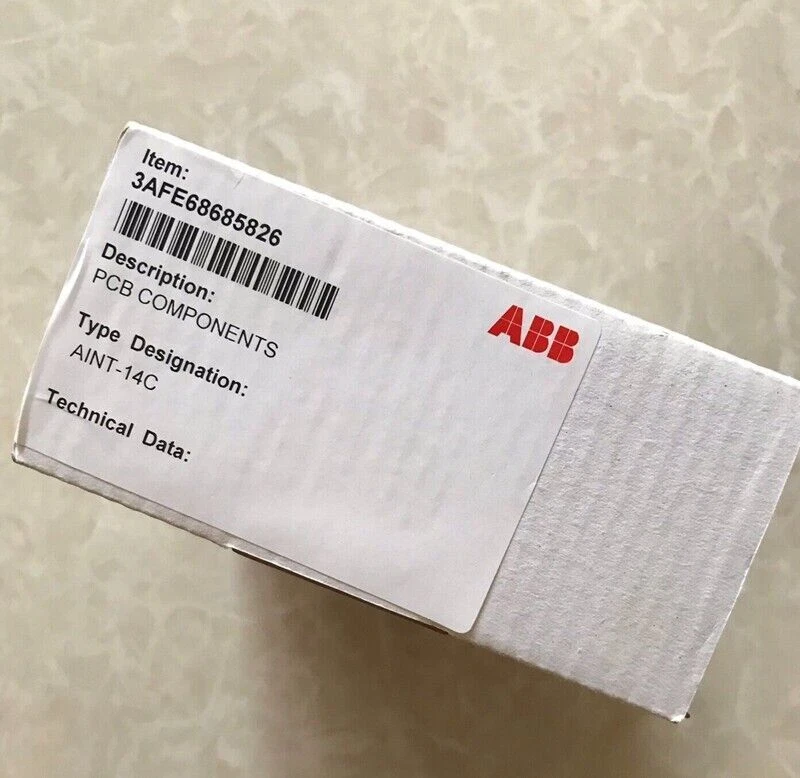 Item:
3AFE68685826
Description:
PCB COMPONENTS
Type Designation:
AINT-14C
Technical Data:
ABB